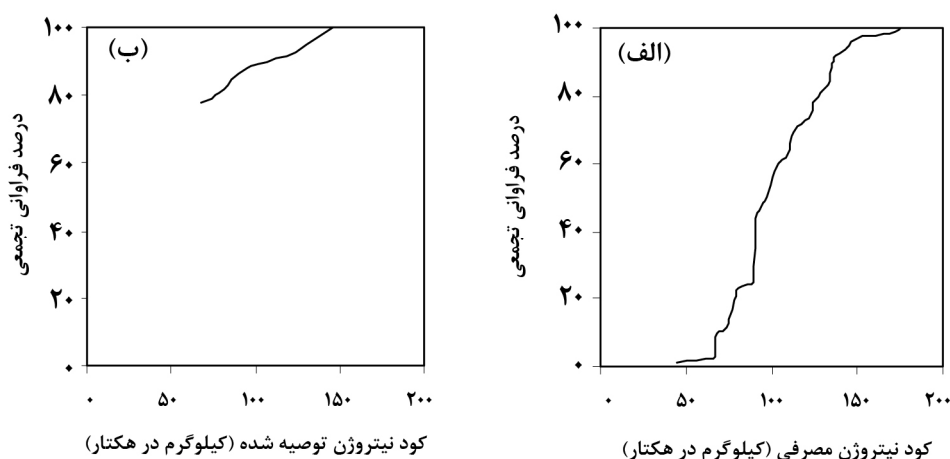 (الف)
درصد فراوانی تجمعی
۱۰۰
۸۰
۶۰
۴۰
۲۰
۰
۰ ۵۰ ۱۰۰ ۱۵۰ ۲۰۰
کود نیتروژن مصرفی (کیلوگرم در هکتار)
(ب)
درصد فراوانی تجمعی
۱۰۰
۸۰
۶۰
۴۰
۲۰
۰
۰ ۵۰ ۱۰۰ ۱۵۰ ۲۰۰
کود نیتروژن توصیه شده (کیلوگرم در هکتار)